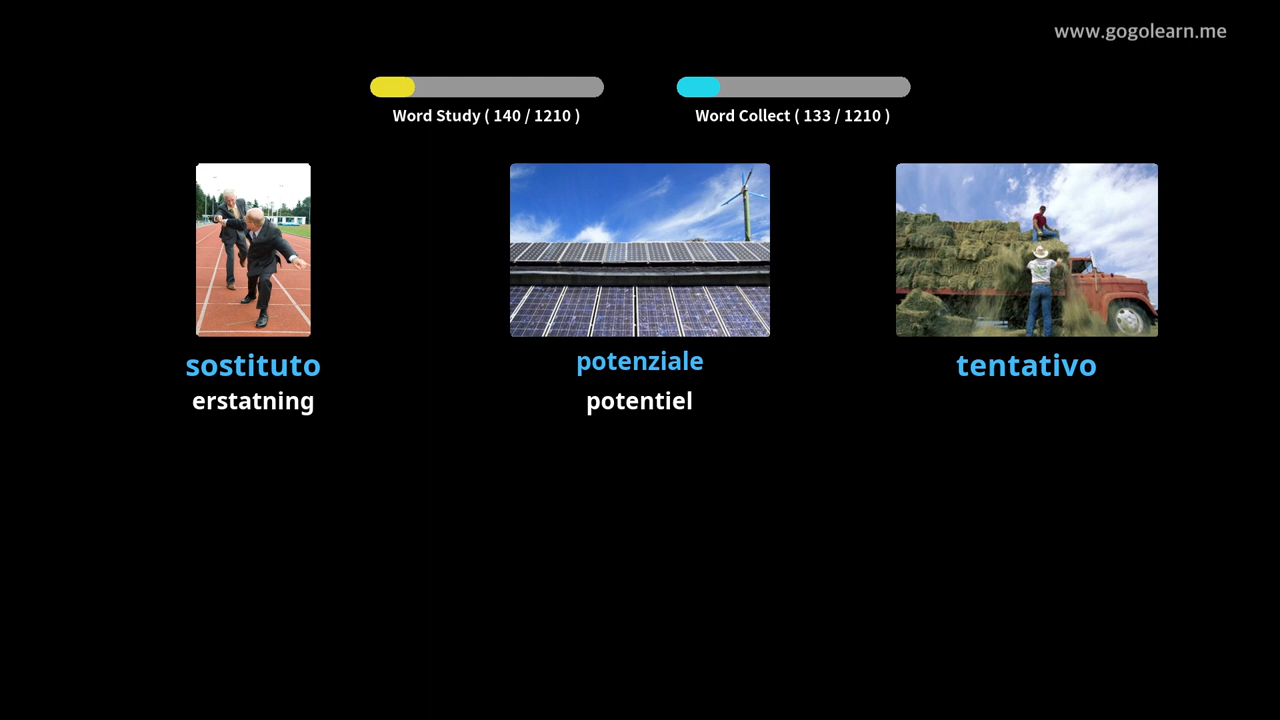 www.gogolearn.me
Word Study ( 140 / 1210 )
Word Collect ( 133 / 1210 )
sostituto
erstatning
potenziale
potentiel
tentativo